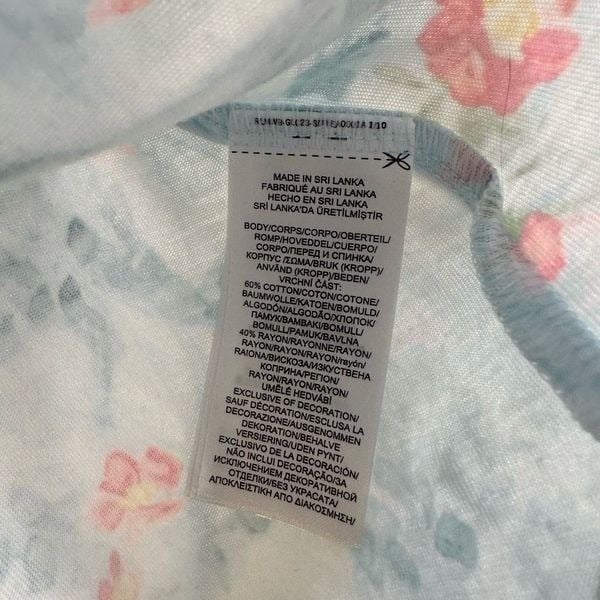 MADE IN SRI LANKA
FABRIQUÉ AU SRI LANKA
HECHO EN SRI LANKA
SRİ LANKA'DA ÜRETİLMİŞTİR
BODY/CORPS/CORPO/OBERTEIL/
ROMP/HOVEDDEL/CUERPO/
CORPO/ПЕРЕД И СПИНКА/
КОРПУС /ΣΩΜΑ/BRUK (KROPP)/
ANVÄND (KROPP)/BEDEN/
VRCHNÍ ČÁST:
60% COTTON/COTON/COTONE/
BAUMWOLLE/KATOEN/BOMULD/
ALGODÓN/ALGODÃO/ХЛОПОК/
ПАМУК/ΒΑΜΒΑΚΙ/BOMULL/
BOMULL/PAMUK/BAVLNA
40% RAYON/RAYONNE/RAYON/
RAYON/RAYON/RAYON/rayón/
RAIONA/ВИСКОЗА/ИЗКУСТВЕНА
КОПРИНА/ΡΕΓΙΟΝ/
RAYON/RAYON/RAYON/
UMĚLÉ HEDVÁBÍ
EXCLUSIVE OF DECORATION/
SAUF DÉCORATION/ESCLUSA LA
DECORAZIONE/AUSGENOMMEN
DEKORATION/BEHALVE
VERSIERING/UDEN PYNT/
EXCLUSIVO DE LA DECORACIÓN/
NÃO INCLUI DECORAÇÃO/ЗА
ИСКЛЮЧЕНИЕМ ДЕКОРАТИВНОЙ
ОТДЕЛКИ/БЕЗ УКРАСАТА/
ΑΠΟΚΛΕΙΣΤΙΚΗ ΑΠΟ ΔΙΑΚΟΣΜΗΣΗ/